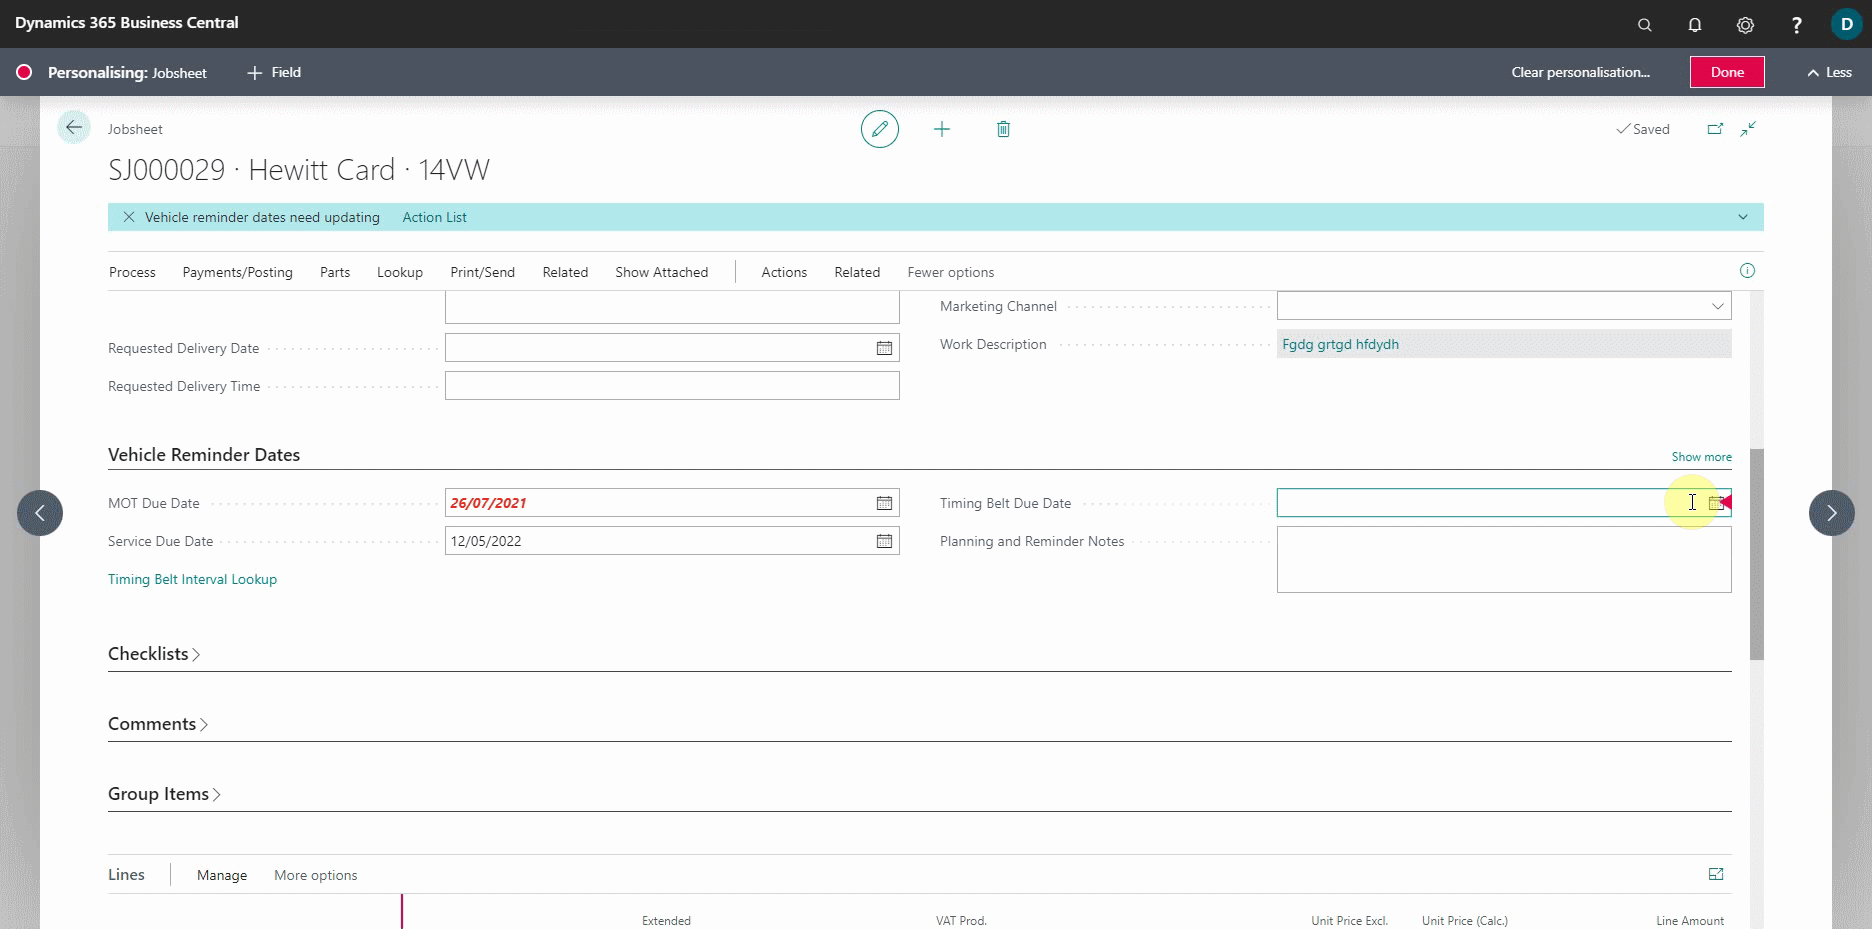 Dynamics 365 Business Central
?
D
Personalising: Jobsheet
+ Field
Clear personalisation...
Done
Less
Jobsheet
Saved
SJ000029 · Hewitt Card · 14VW
Vehicle reminder dates need updating Action List
Process Payments/Posting Parts Lookup Print/Send Related Show Attached Actions Related Fewer options
Marketing Channel
Requested Delivery Date
Work Description Fgdg grtgd hfdydh
Requested Delivery Time
Vehicle Reminder Dates
Show more
MOT Due Date 26/07/2021
Timing Belt Due Date
Service Due Date 12/05/2022
Planning and Reminder Notes
Timing Belt Interval Lookup
Checklists
Comments
Group Items
Lines Manage More options
Extended VAT Prod. Unit Price Excl. Unit Price (Calc.) Line Amount